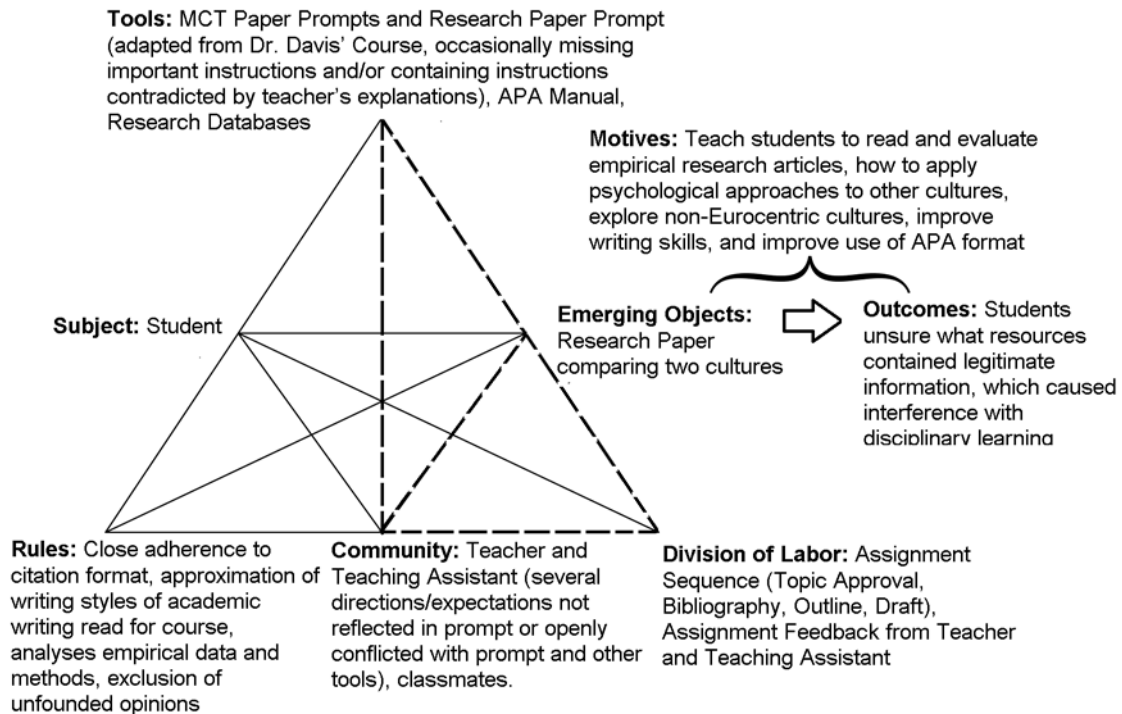 Tools: MCT Paper Prompts and Research Paper Prompt
(adapted from Dr. Davis' Course, occasionally missing
important instructions and/or containing instructions
contradicted by teacher's explanations), APA Manual,
Research Databases
Motives: Teach students to read and evaluate
empirical research articles, how to apply
psychological approaches to other cultures,
explore non-Eurocentric cultures, improve
writing skills, and improve use of APA format
Subject: Student
Emerging Objects:
Research Paper
comparing two cultures
Outcomes: Students
unsure what resources
contained legitimate
information, which caused
interference with
disciplinary learning
Rules: Close adherence to
citation format, approximation of
writing styles of academic
writing read for course,
analyses empirical data and
methods, exclusion of
unfounded opinions
Community: Teacher and
Teaching Assistant (several
directions/expectations not
reflected in prompt or openly
conflicted with prompt and other
tools), classmates.
Division of Labor: Assignment
Sequence (Topic Approval,
Bibliography, Outline, Draft),
Assignment Feedback from Teacher
and Teaching Assistant